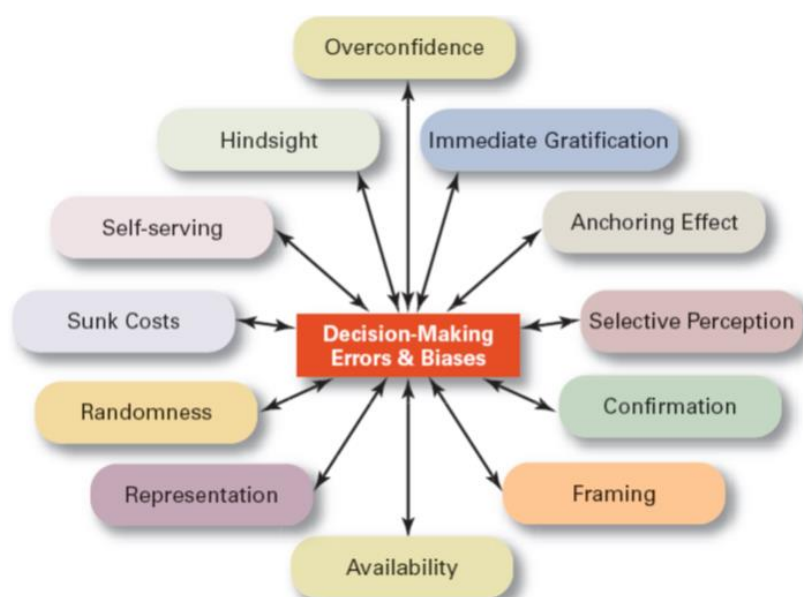 Overconfidence
Hindsight
Immediate Gratification
Self-serving
Anchoring Effect
Sunk Costs
Decision-Making
Errors & Biases
Selective Perception
Randomness
Confirmation
Representation
Framing
Availability